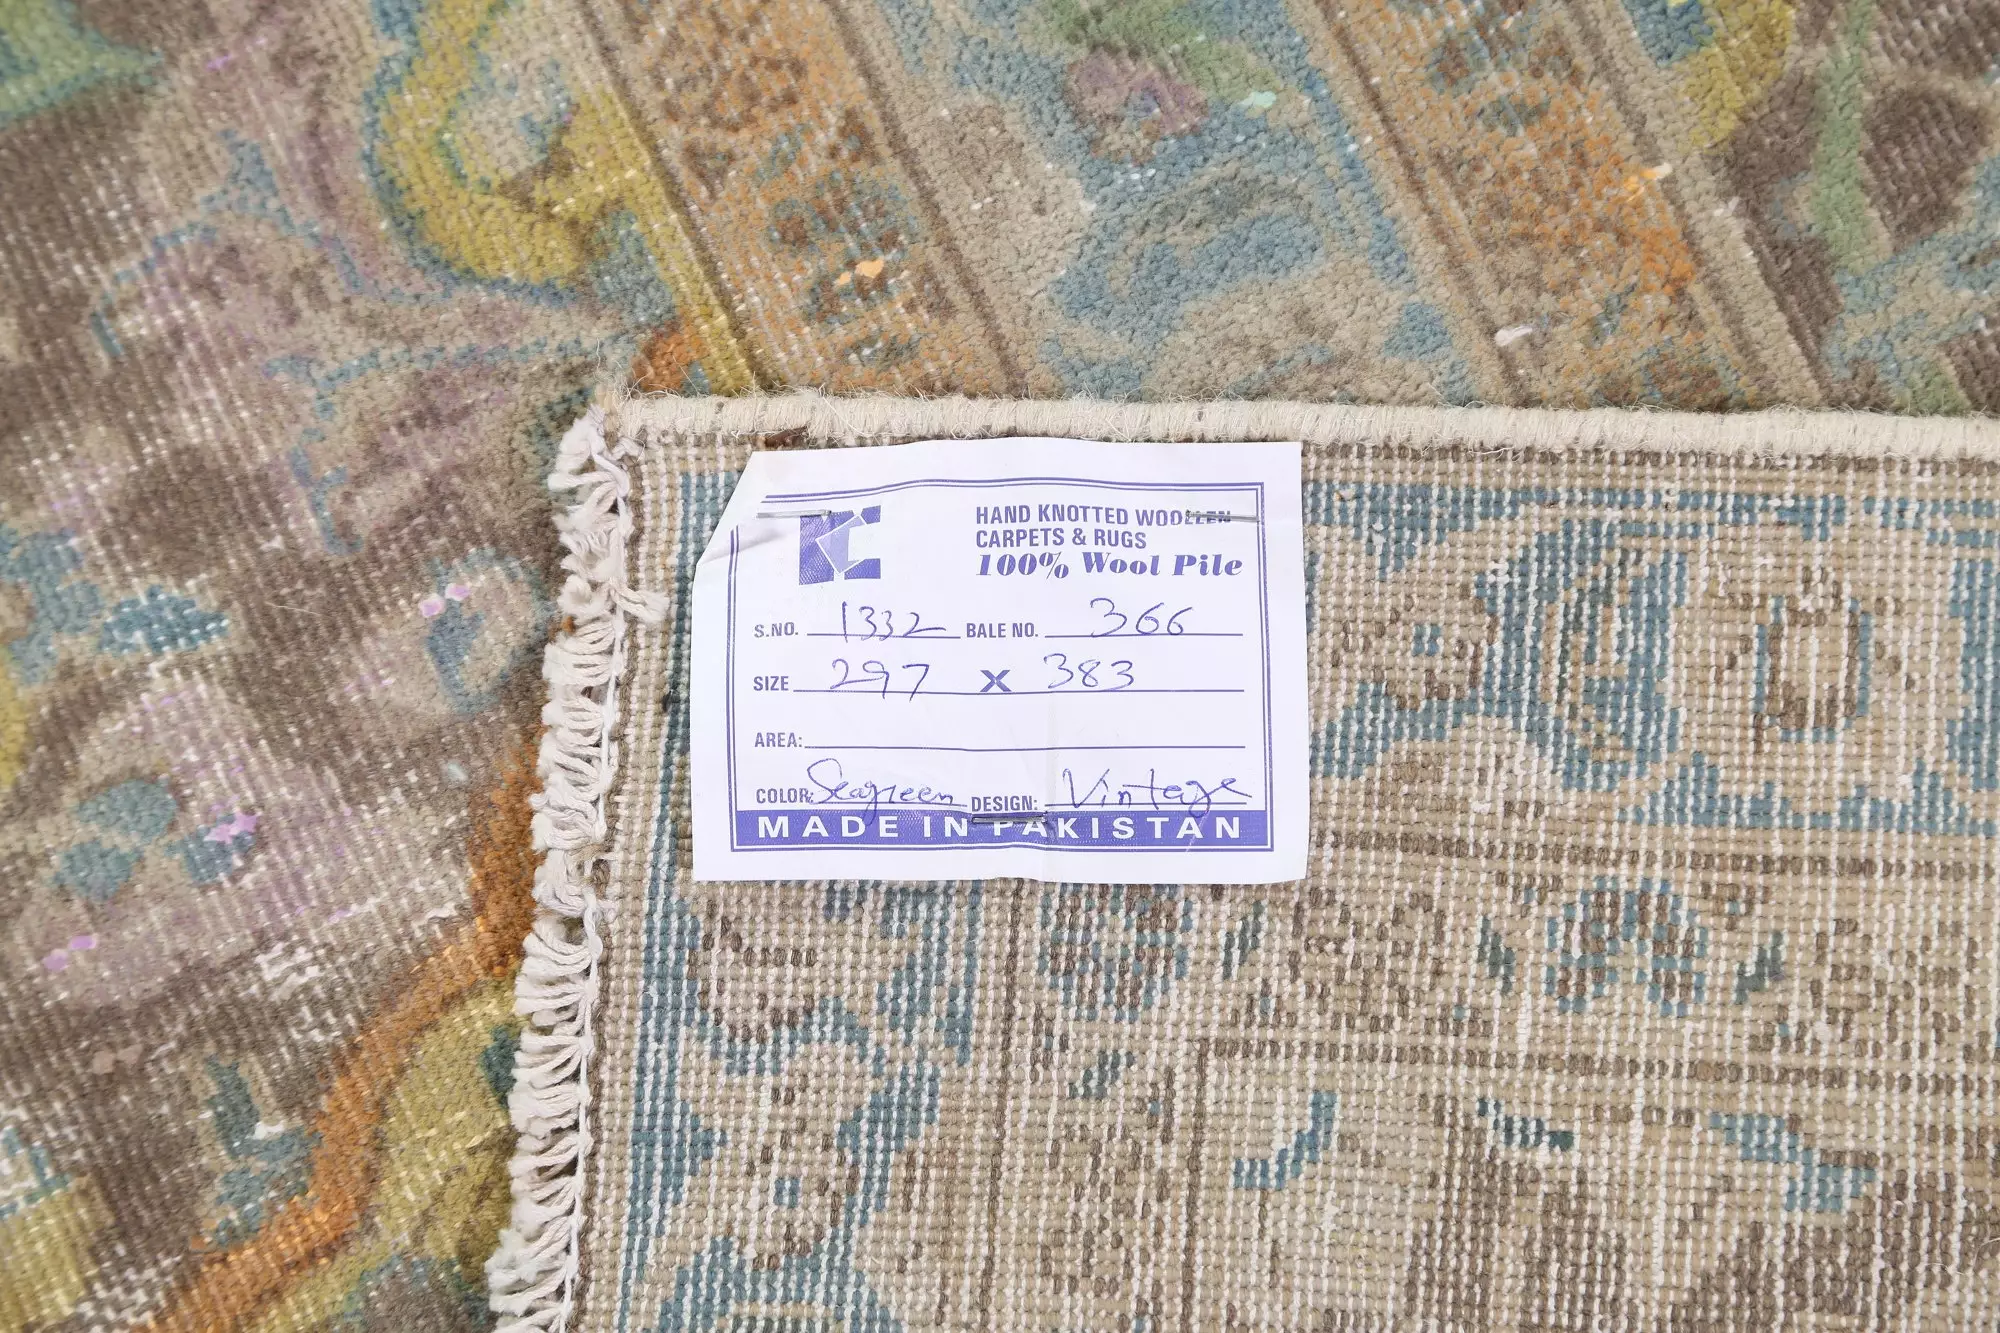 HAND KNOTTED WOOLLEN
CARPETS & RUGS
100% Wool Pile
S.NO. 1332 BALE NO. 366
SIZE 297 X 383
AREA:
COLOR: Seagreen DESIGN: Vintage
MADE IN PAKISTAN